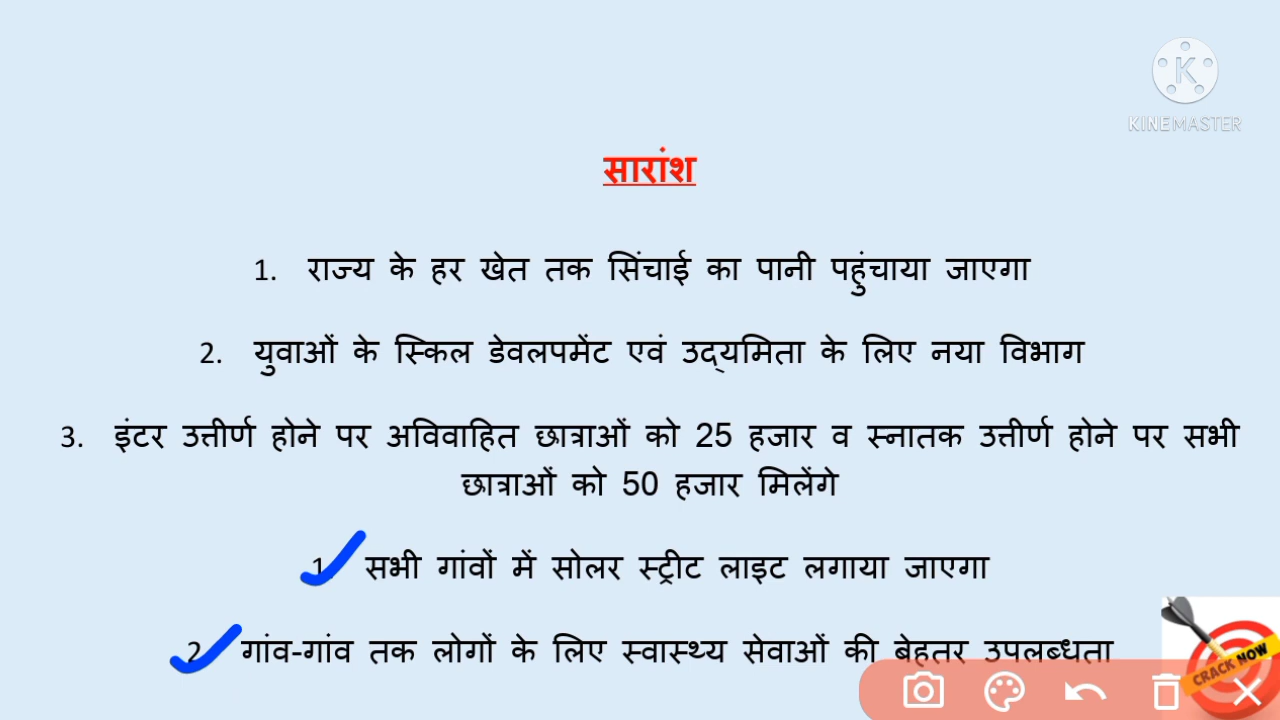 KINEMASTER
सारांश
1. राज्य के हर खेत तक सिंचाई का पानी पहुंचाया जाएगा
2. युवाओं के स्किल डेवलपमेंट एवं उद्यमिता के लिए नया विभाग
3. इंटर उत्तीर्ण होने पर अविवाहित छात्राओं को 25 हजार व स्नातक उत्तीर्ण होने पर सभी
छात्राओं को 50 हजार मिलेंगे
1. सभी गांवों में सोलर स्ट्रीट लाइट लगाया जाएगा
2. गांव-गांव तक लोगों के लिए स्वास्थ्य सेवाओं की बेहतर उपलब्धता
CRACK NOW